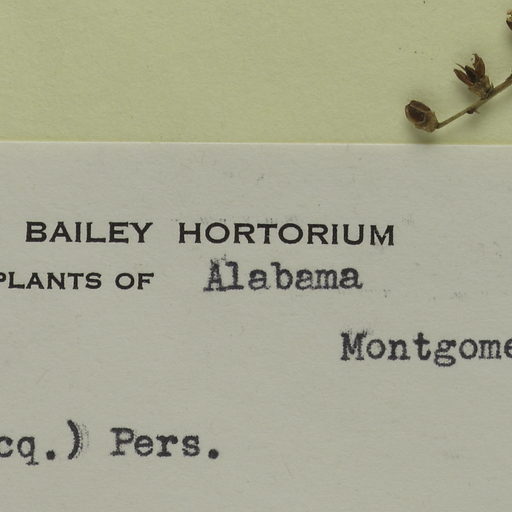 BAILEY HORTORIUM
PLANTS OF Alabama
Montgome
cq.) Pers.